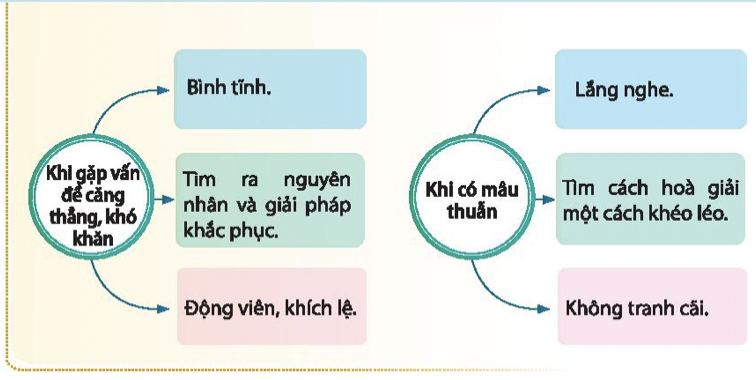 Khi gặp vấn
đề căng
thẳng, khó
khăn
Bình tĩnh.
Tìm ra nguyên
nhân và giải pháp
khắc phục.
Động viên, khích lệ.
Khi có mâu
thuẫn
Lắng nghe.
Tìm cách hoà giải
một cách khéo léo.
Không tranh cãi.